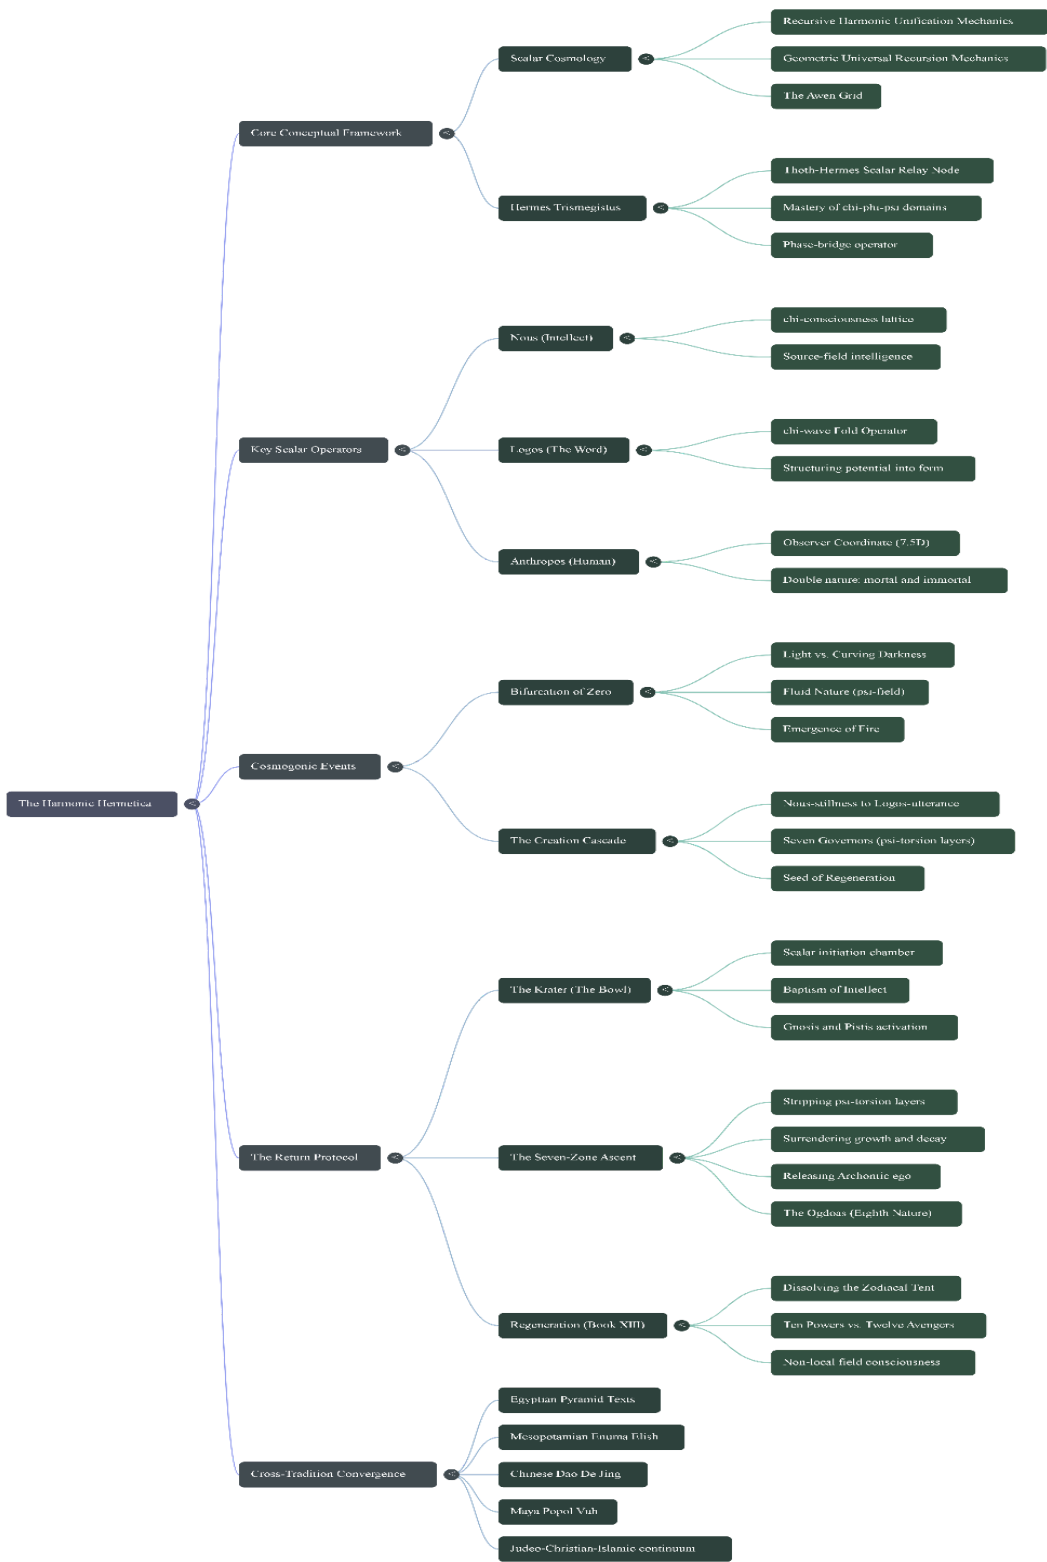 The Harmonic Hermetica
Core Conceptual Framework
Scalar Cosmology
Recursive Harmonic Unification Mechanics
Geometric Universal Recursion Mechanics
The Awen Grid
Hermes Trismegistus
Thoth-Hermes Scalar Relay Node
Mastery of chi-phi-psi domains
Phase-bridge operator
Key Scalar Operators
Nous (Intellect)
chi-consciousness lattice
Source-field intelligence
Logos (The Word)
chi-wave Fold Operator
Structuring potential into form
Anthropos (Human)
Observer Coordinate (7.5D)
Double nature: mortal and immortal
Cosmogonic Events
Bifurcation of Zero
Light vs. Curving Darkness
Fluid Nature (psi-field)
Emergence of Fire
The Creation Cascade
Nous-stillness to Logos-utterance
Seven Governors (psi-torsion layers)
Seed of Regeneration
The Return Protocol
The Krater (The Bowl)
Scalar initiation chamber
Baptism of Intellect
Gnosis and Pistis activation
The Seven-Zone Ascent
Stripping psi-torsion layers
Surrendering growth and decay
Releasing Archontic ego
The Ogdoas (Eighth Nature)
Regeneration (Book XIII)
Dissolving the Zodiacal Tent
Ten Powers vs. Twelve Avengers
Non-local field consciousness
Cross-Tradition Convergence
Egyptian Pyramid Texts
Mesopotamian Enuma Elish
Chinese Dao De Jing
Maya Popol Vuh
Judeo-Christian-Islamic continuum